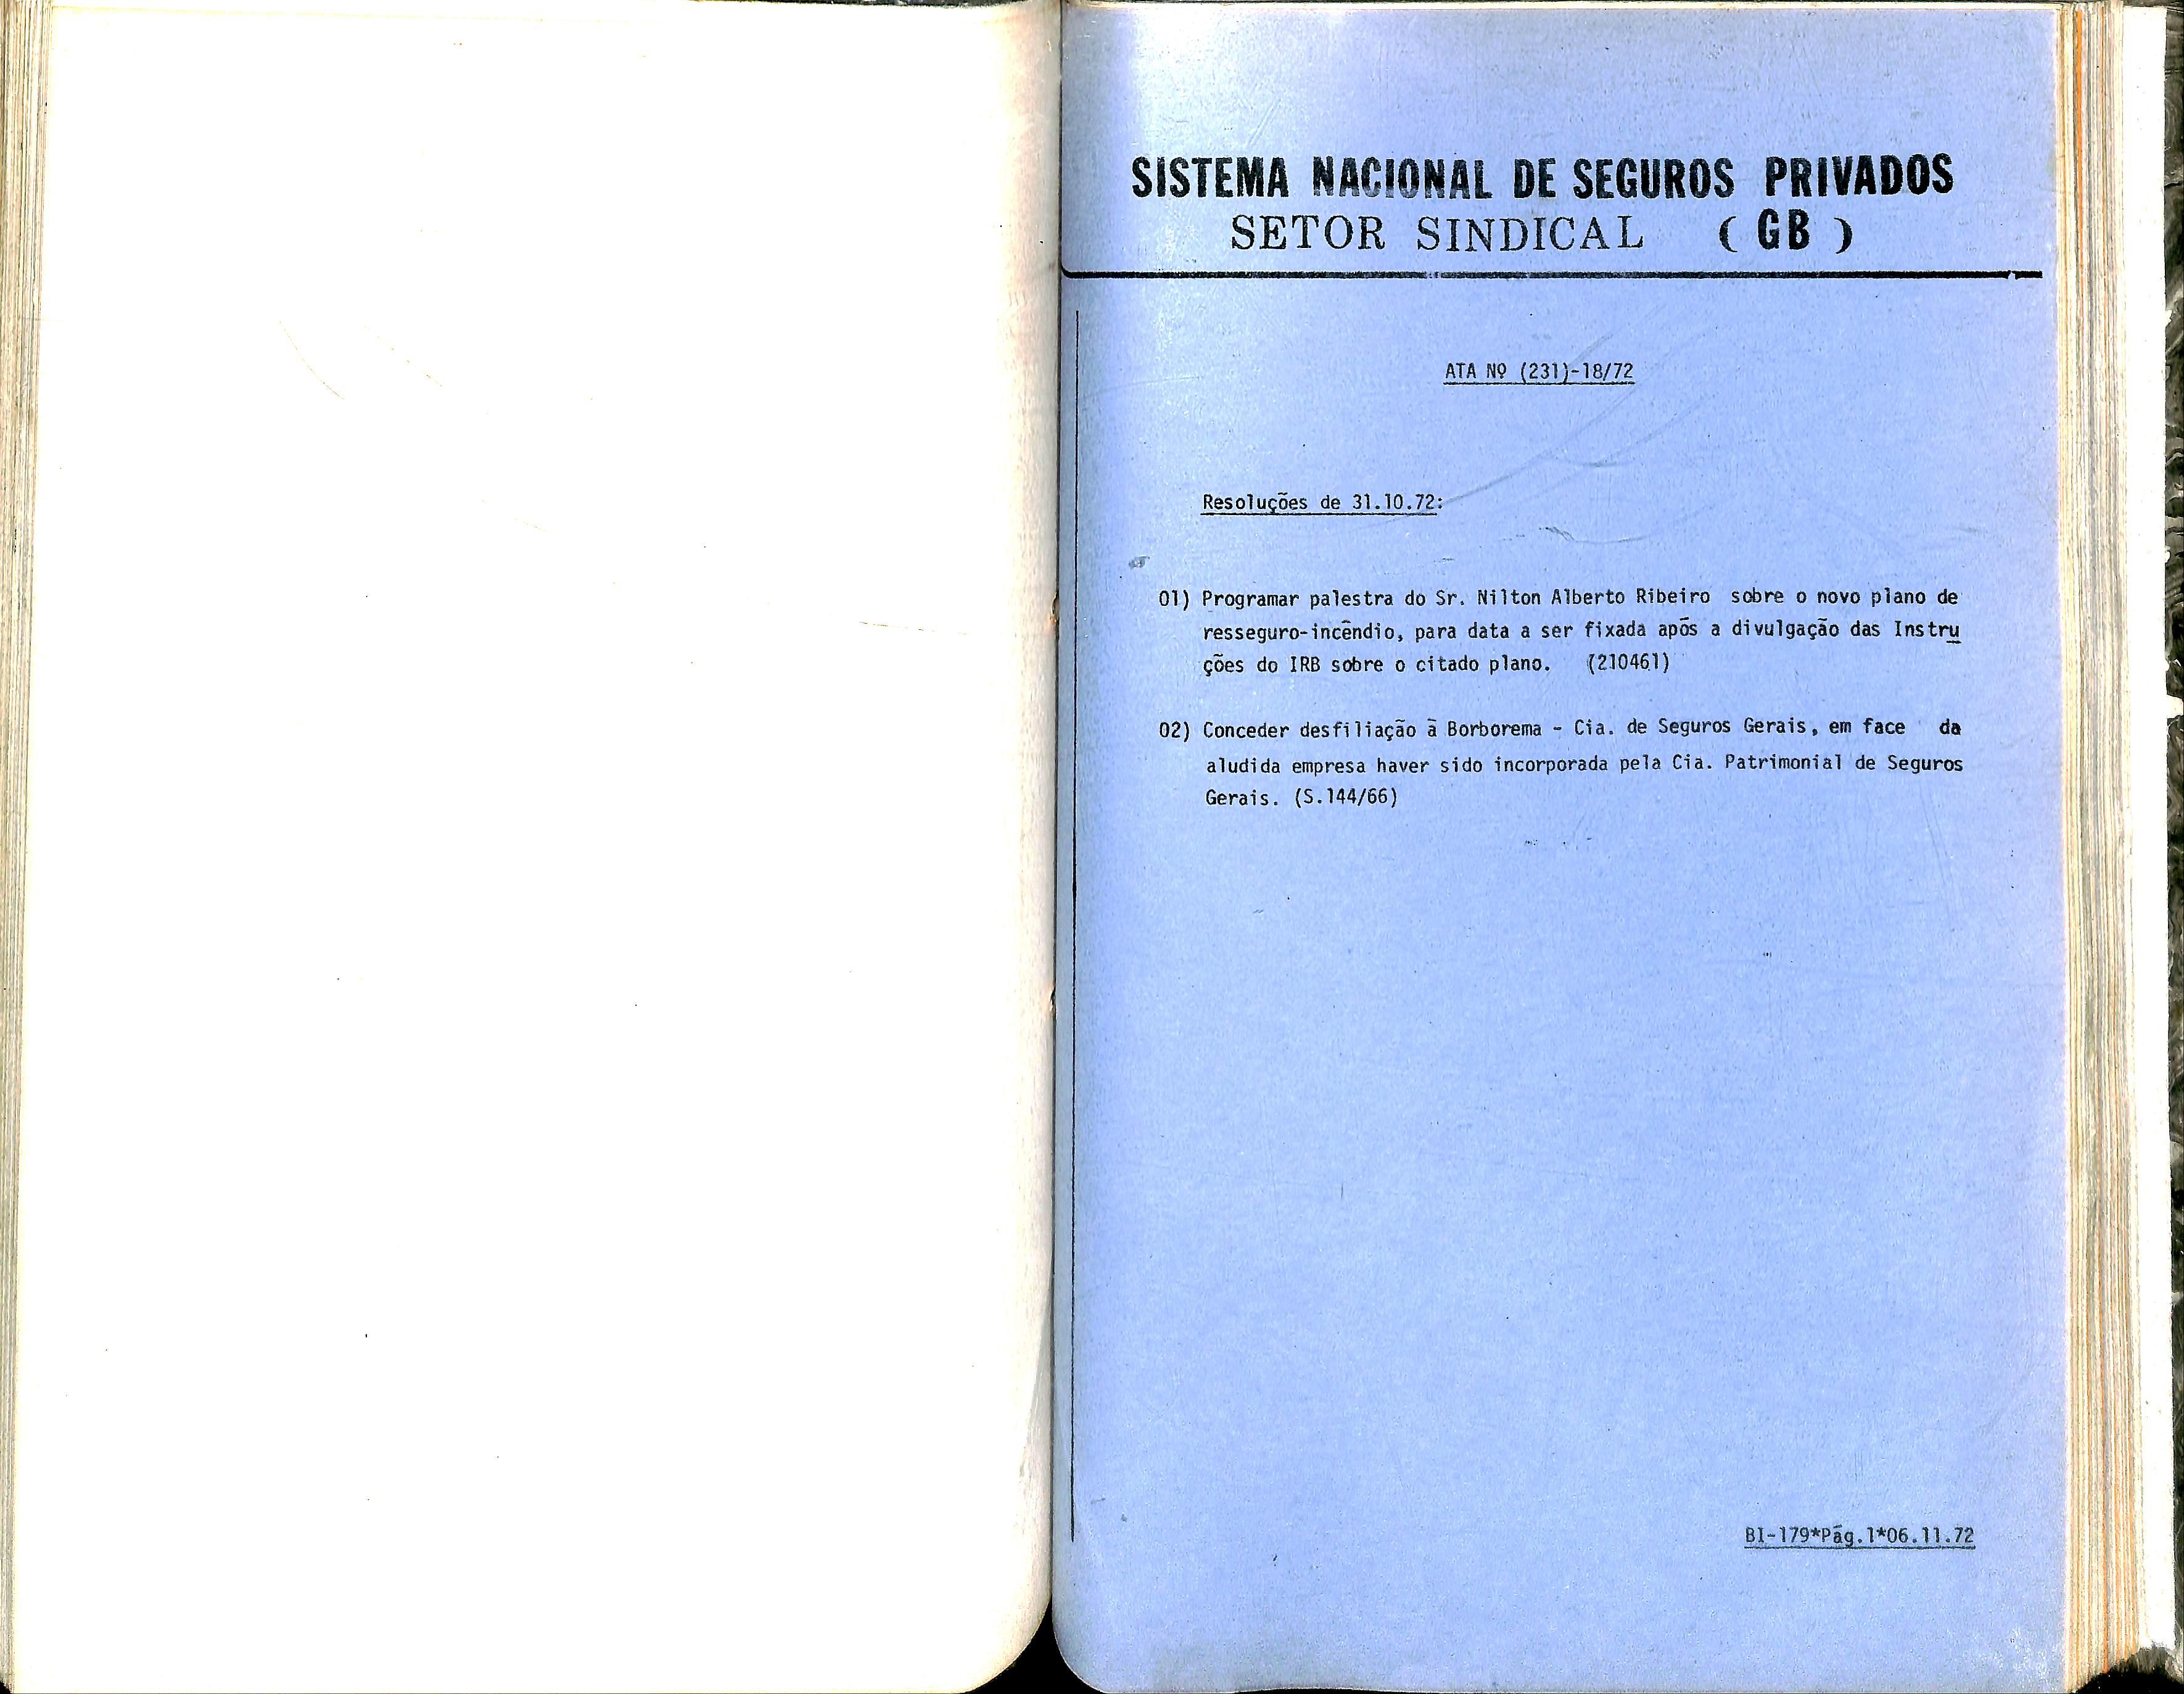 SISTEMA NACIONAL DE SEGUROS PRIVADOS
SETOR SINDICAL (GB)
ATA Nº (231)-18/72
Resoluções de 31.10.72:
01) Programar palestra do Sr. Nilton Alberto Ribeiro sobre o novo plano de
resseguro-incêndio, para data a ser fixada após a divulgação das Instru
ções do IRB sobre o citado plano. (210461)
02) Conceder desfiliação à Borborema - Cia. de Seguros Gerais, em face da
aludida empresa haver sido incorporada pela Cia. Patrimonial de Seguros
Gerais. (S.144/66)
BI-179*Pág.1*06.11.72